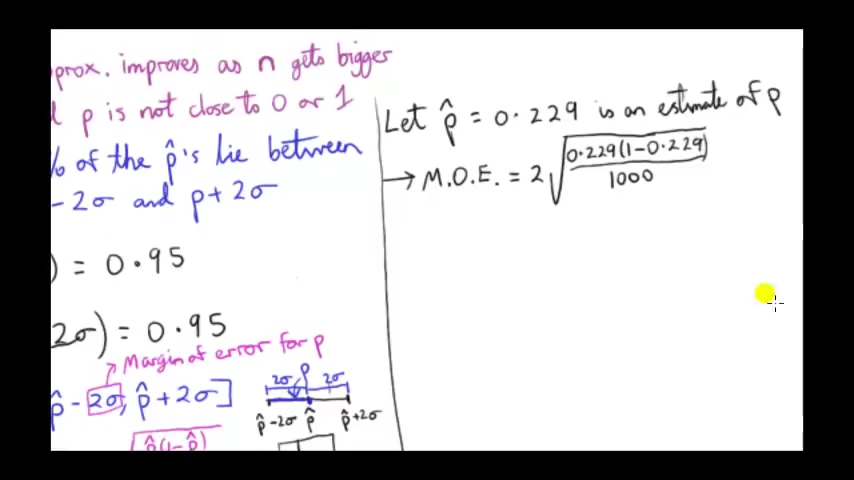 prox. improves as n gets bigger
p is not close to 0 or 1
% of the p̂'s lie between
- 2σ and p + 2σ
) = 0.95
2σ) = 0.95
Margin of error for p
p̂ - 2σ, p̂ + 2σ]
p
2σ 2σ
p̂-2σ p̂ p̂+2σ
√p̂(1-p̂)
Let p̂ = 0.229 is an estimate of p
→ M.O.E. = 2√(0.229(1-0.229)
1000